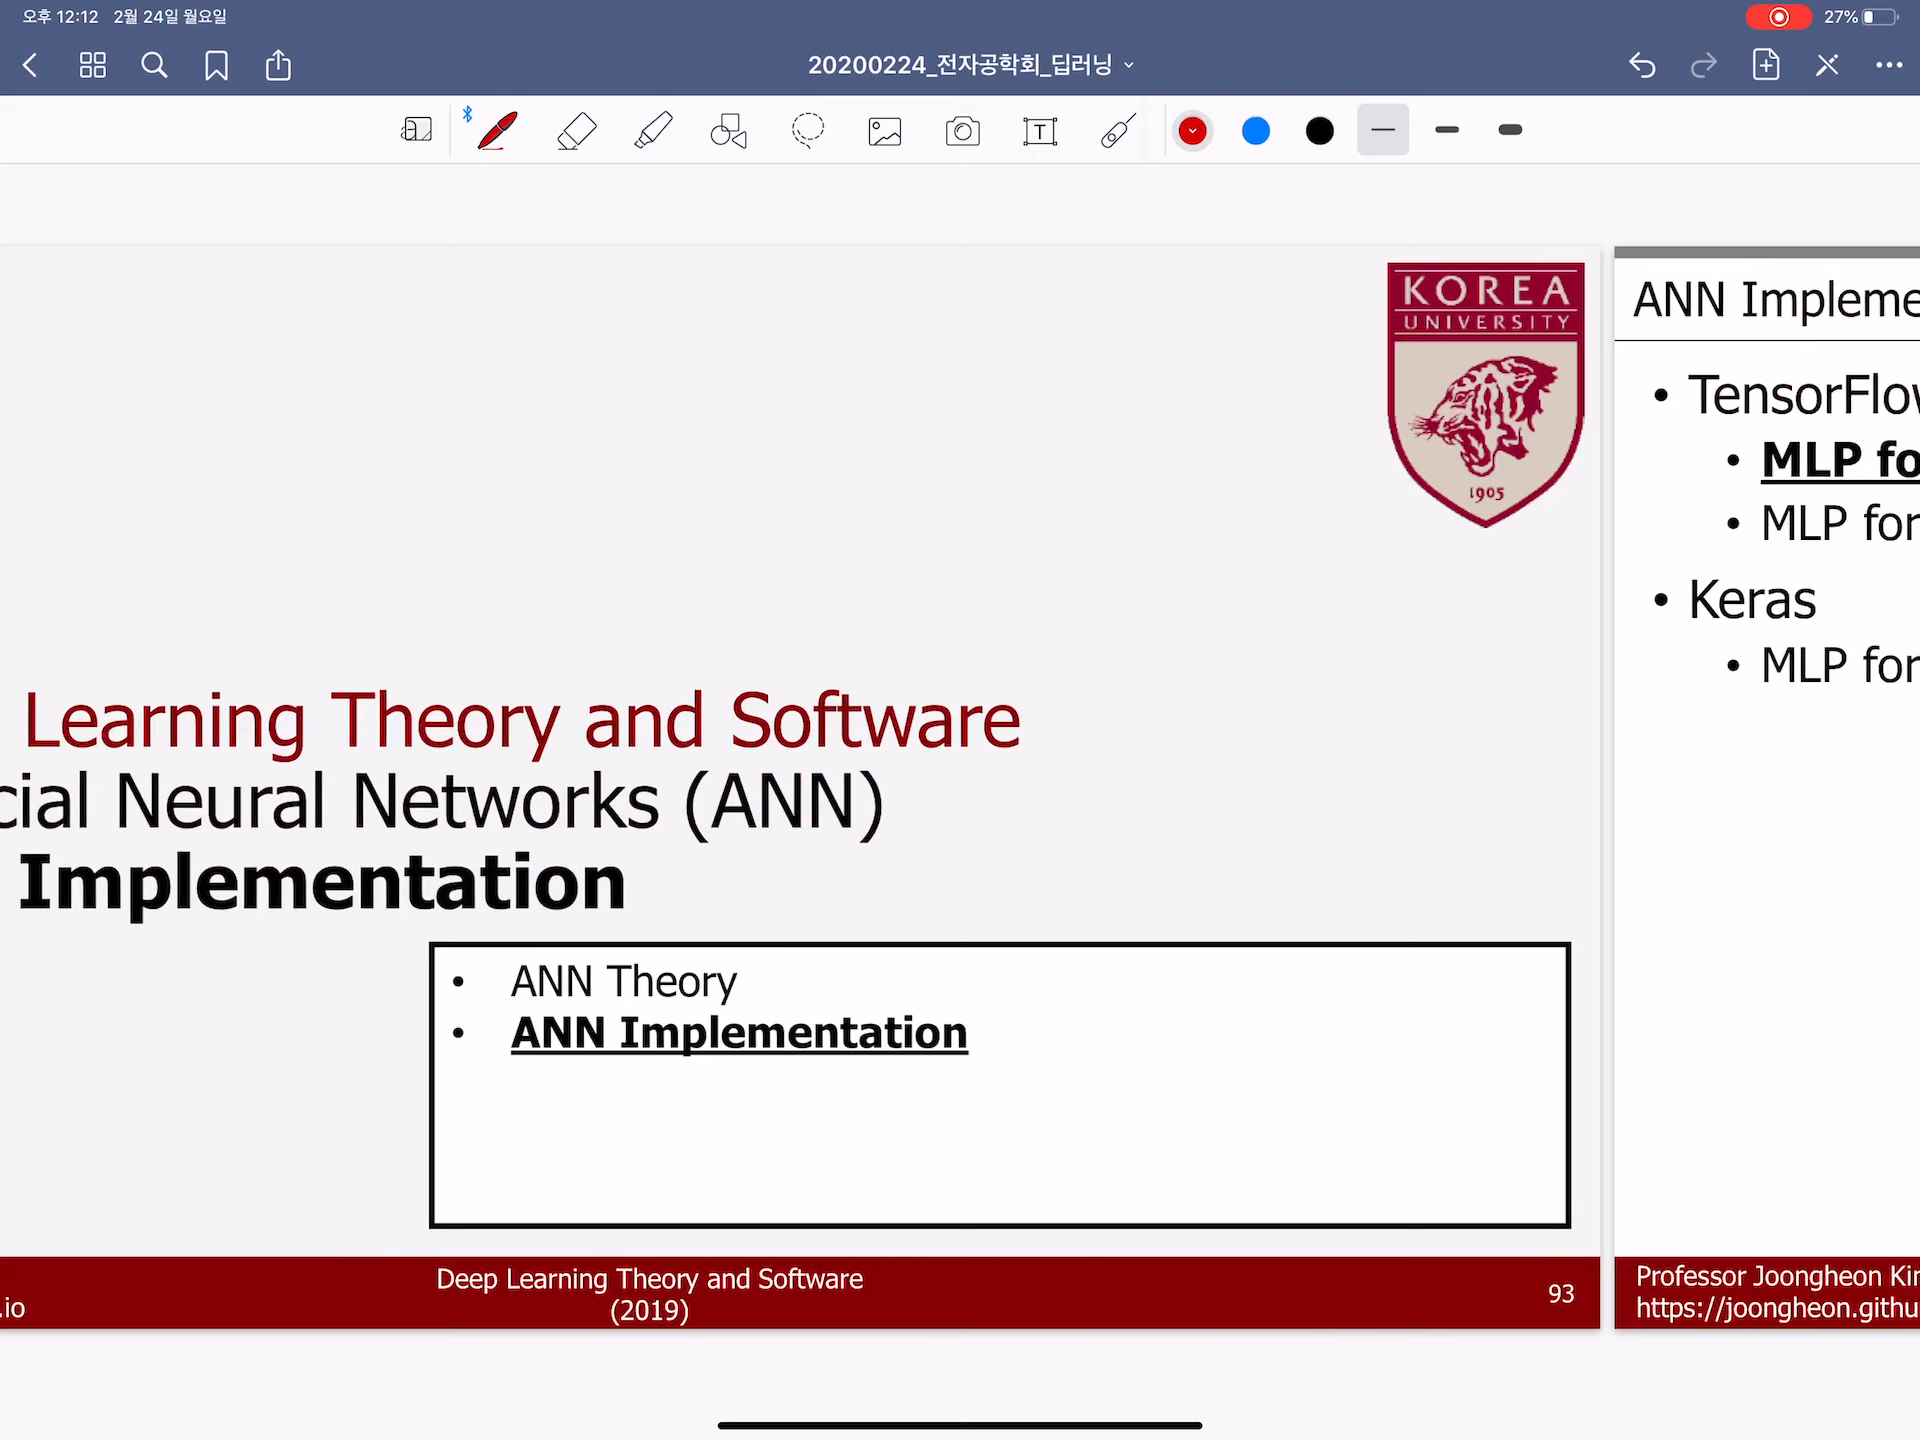 오후 12:12 2월 24일 월요일
27%
20200224_전자공학회_딥러닝
KOREA
UNIVERSITY
1905
Learning Theory and Software
cial Neural Networks (ANN)
Implementation
• ANN Theory
• ANN Implementation
.io
Deep Learning Theory and Software
(2019)
93
ANN Impleme
• TensorFlow
• MLP fo
• MLP for
• Keras
• MLP for
Professor Joongheon Kir
https://joongheon.githu